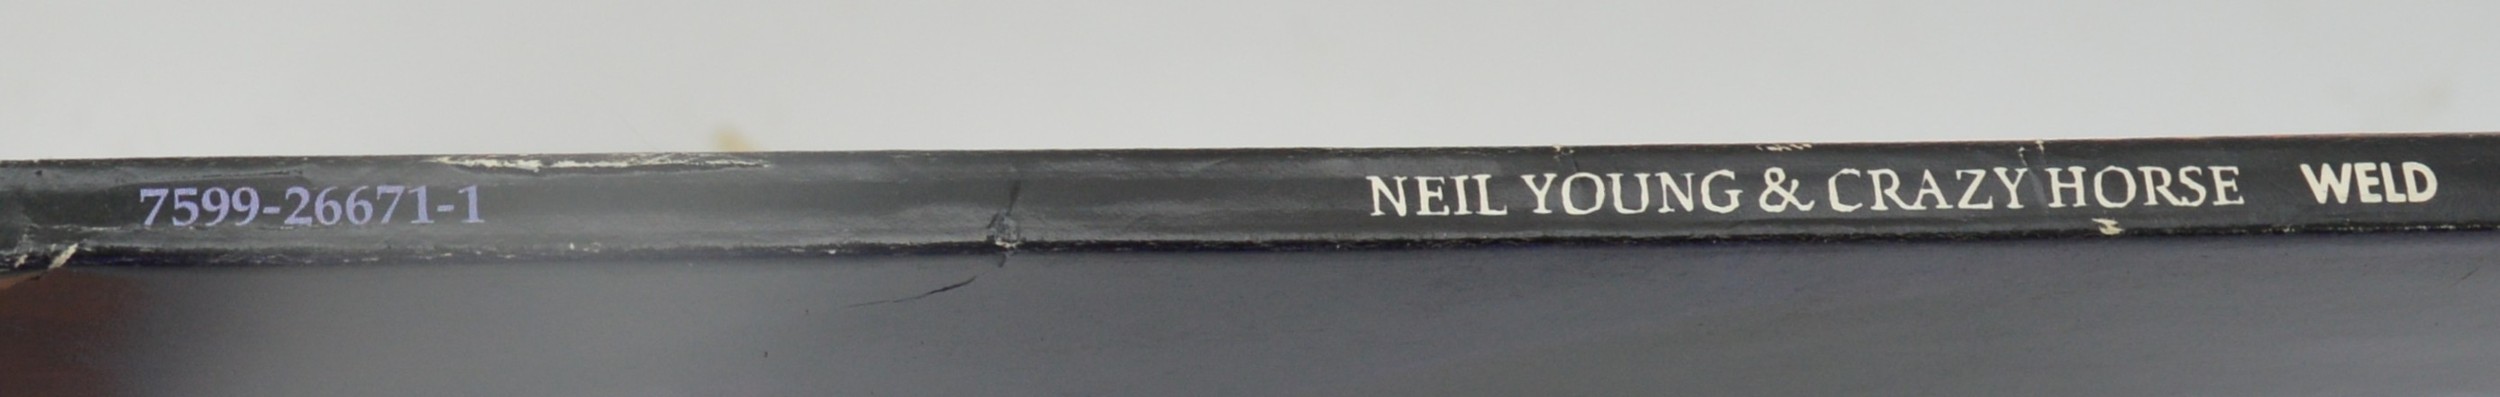 7599-26671-1 NEIL YOUNG & CRAZY HORSE WELD